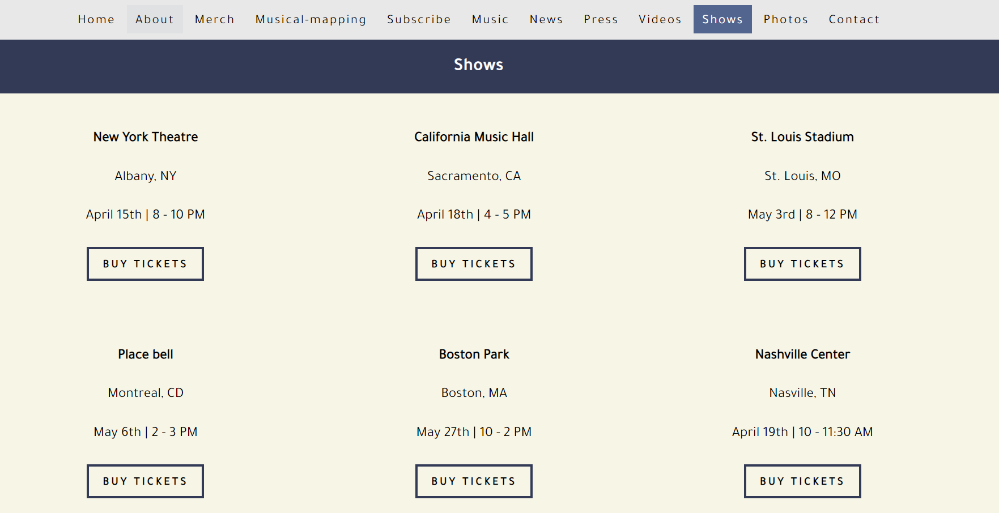 Home About Merch Musical-mapping Subscribe Music News Press Videos Shows Photos Contact
Shows
New York Theatre
Albany, NY
April 15th | 8 - 10 PM
BUY TICKETS
California Music Hall
Sacramento, CA
April 18th | 4 - 5 PM
BUY TICKETS
St. Louis Stadium
St. Louis, MO
May 3rd | 8 - 12 PM
BUY TICKETS
Place bell
Montreal, CD
May 6th | 2 - 3 PM
BUY TICKETS
Boston Park
Boston, MA
May 27th | 10 - 2 PM
BUY TICKETS
Nashville Center
Nasville, TN
April 19th | 10 - 11:30 AM
BUY TICKETS